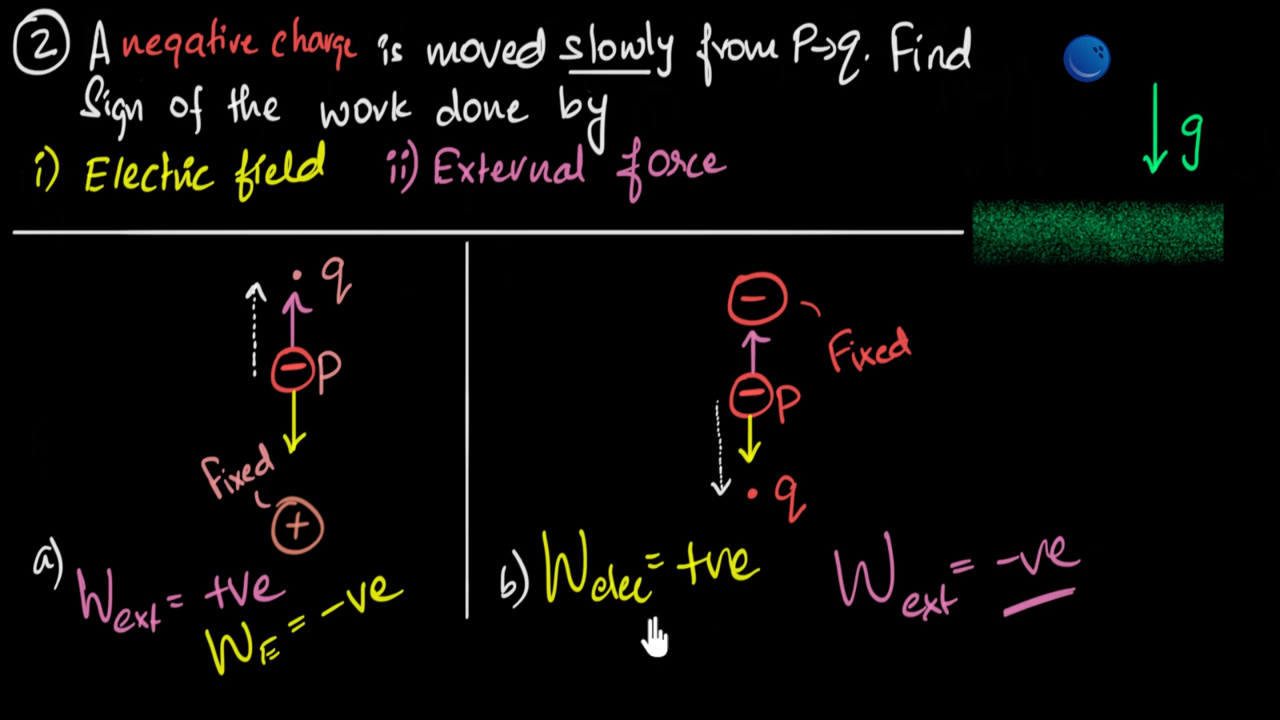 ② A negative charge is moved slowly from P→q. Find
Sign of the work done by
i) Electric field ii) External force
g
q
P
Fixed
+
a)
Wext = +ve
WE = -ve
-
Fixed
- P
q
b) Welec = +ve
Wext = -ve